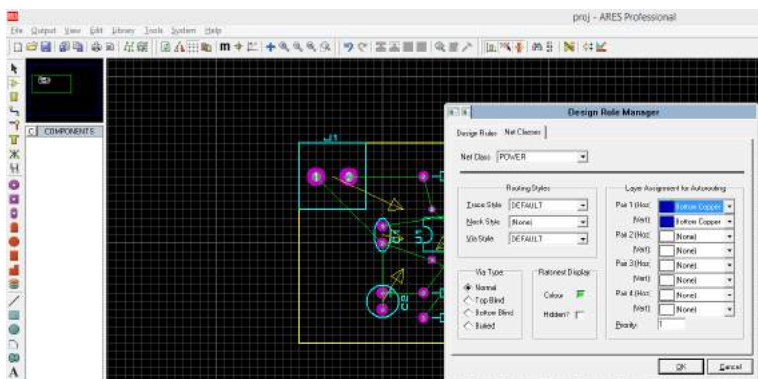 proj - ARES Professional
File Output View Edit Library Tools System Help
C COMPONENTS
J1
C2
U1
Design Rule Manager
Design Rules Net Classes
Net Class POWER
Routing Styles
Trace Style DEFAULT
Neck Style (None)
Via Style DEFAULT
Via Type:
Normal
Top Blind
Bottom Blind
Buried
Ratsnest Display:
Colour
Hidden?
Layer Assignment for Autorouting
Pair 1 (Hoz: Bottom Copper
(Vert) Bottom Copper
Pair 2 (Hoz: (None)
(Vert) (None)
Pair 3 (Hoz: (None)
(Vert) (None)
Pair 4 (Hoz: (None)
(Vert) (None)
Priority: 1
OK Cancel